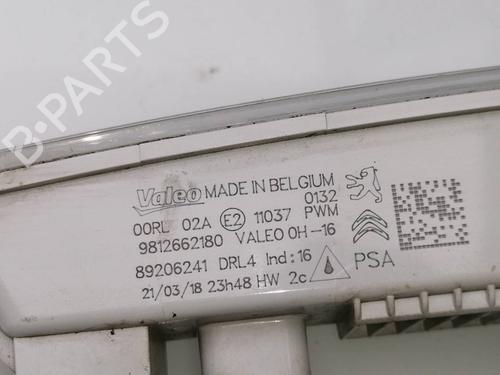 B-PARTS
Valeo MADE IN BELGIUM
0132
00RL 02A E2 11037 PWM
9812662180 VALEO 0H-16
89206241 DRL4 Ind:16
PSA
21/03/18 23h48 HW 2c